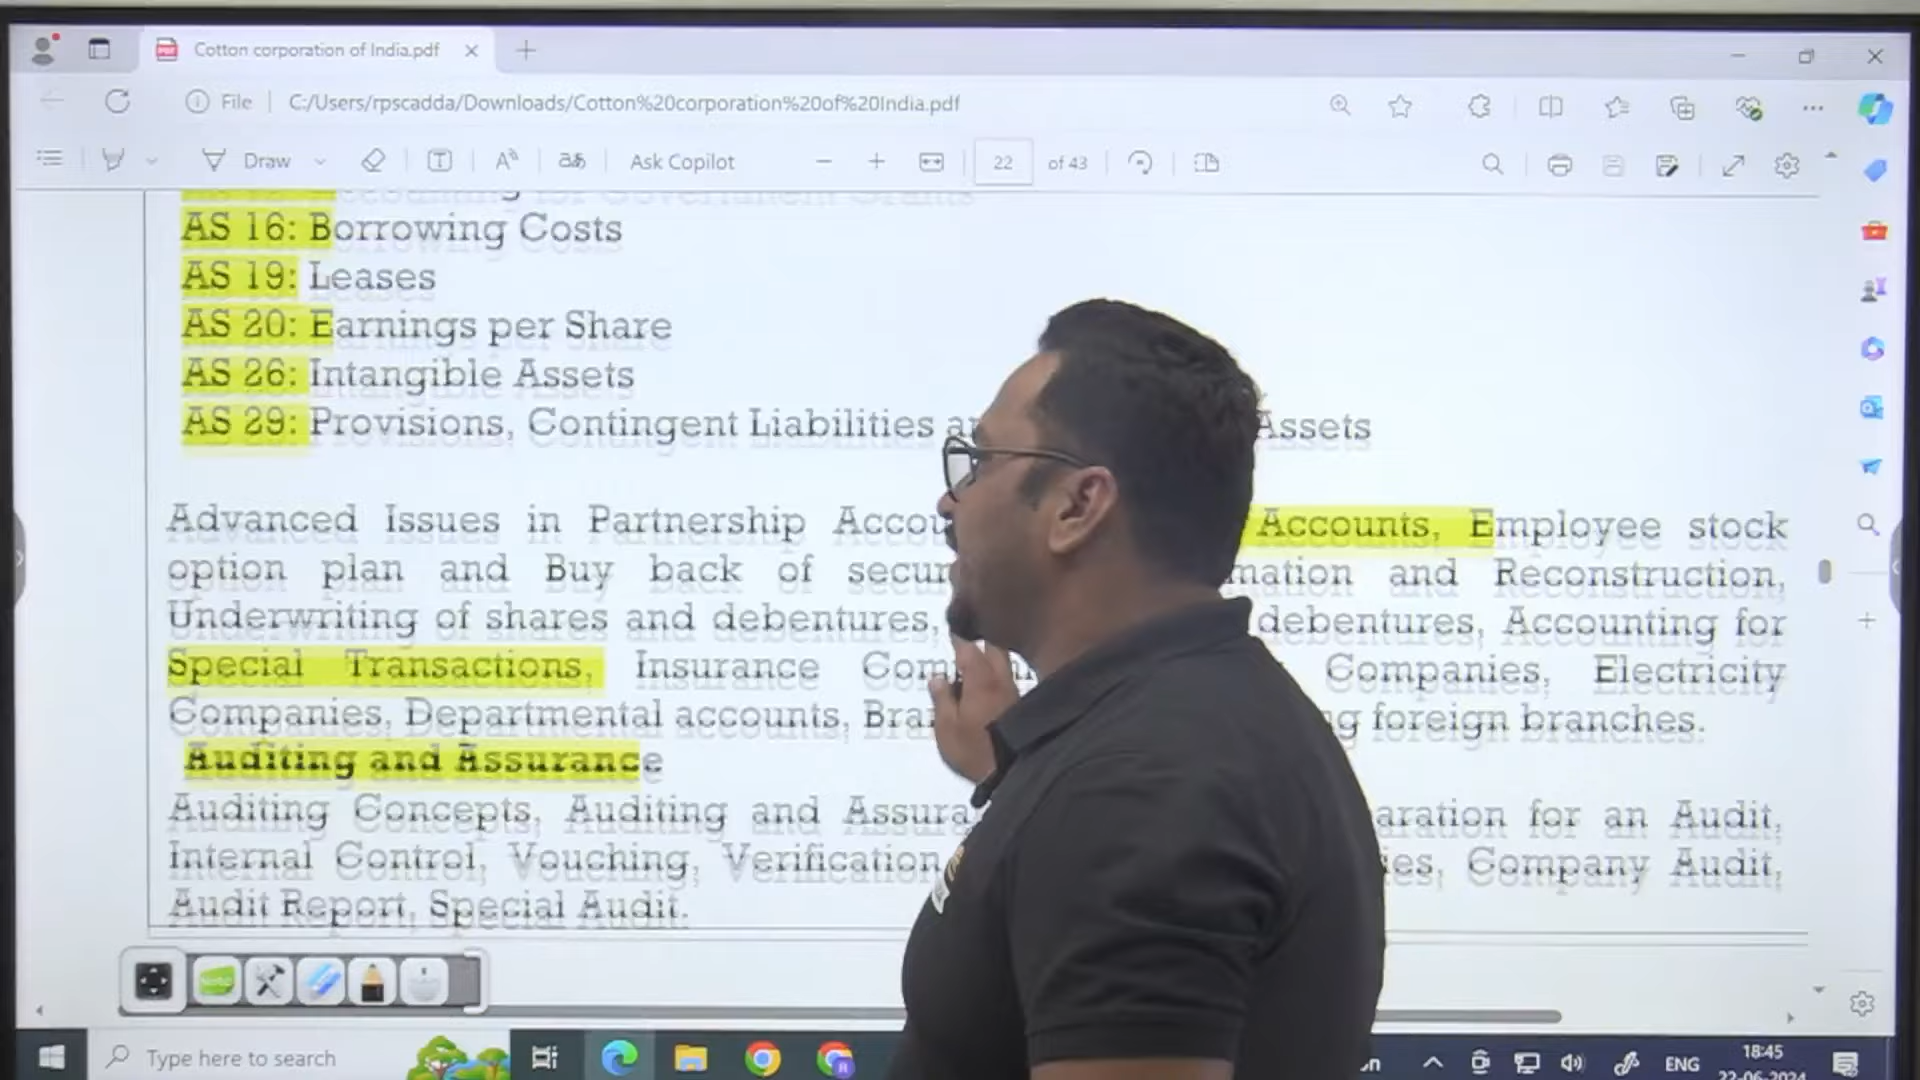 Cotton corporation of India.pdf
File C:/Users/rpscadda/Downloads/Cotton%20corporation%20of%20India.pdf
Draw Ask Copilot 22 of 43
AS 16: Borrowing Costs
AS 19: Leases
AS 20: Earnings per Share
AS 26: Intangible Assets
AS 29: Provisions, Contingent Liabilities Assets
Advanced Issues in Partnership Accounts, Employee stock
option plan and Buy back of and Reconstruction,
Underwriting of shares and debentures, debentures, Accounting for
Special Transactions, Insurance Companies, Electricity
Companies, Departmental accounts, foreign branches.
Auditing and Assurance
Auditing Concepts, Auditing and for an Audit,
Internal Control, Vouching, Verification Company Audit,
Audit Report, Special Audit.
Type here to search
ENG
18:45
22-06-2024